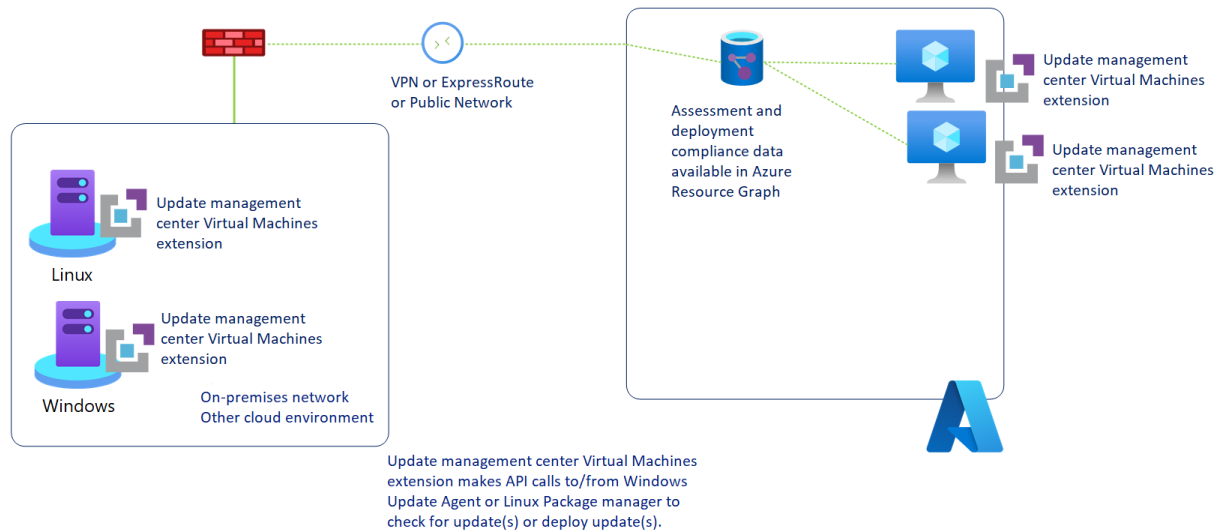 VPN or ExpressRoute
or Public Network
Update management
center Virtual Machines
extension
Linux
Update management
center Virtual Machines
extension
Windows
On-premises network
Other cloud environment
Assessment and
deployment
compliance data
available in Azure
Resource Graph
Update management
center Virtual Machines
extension
Update management
center Virtual Machines
extension
Update management center Virtual Machines
extension makes API calls to/from Windows
Update Agent or Linux Package manager to
check for update(s) or deploy update(s).